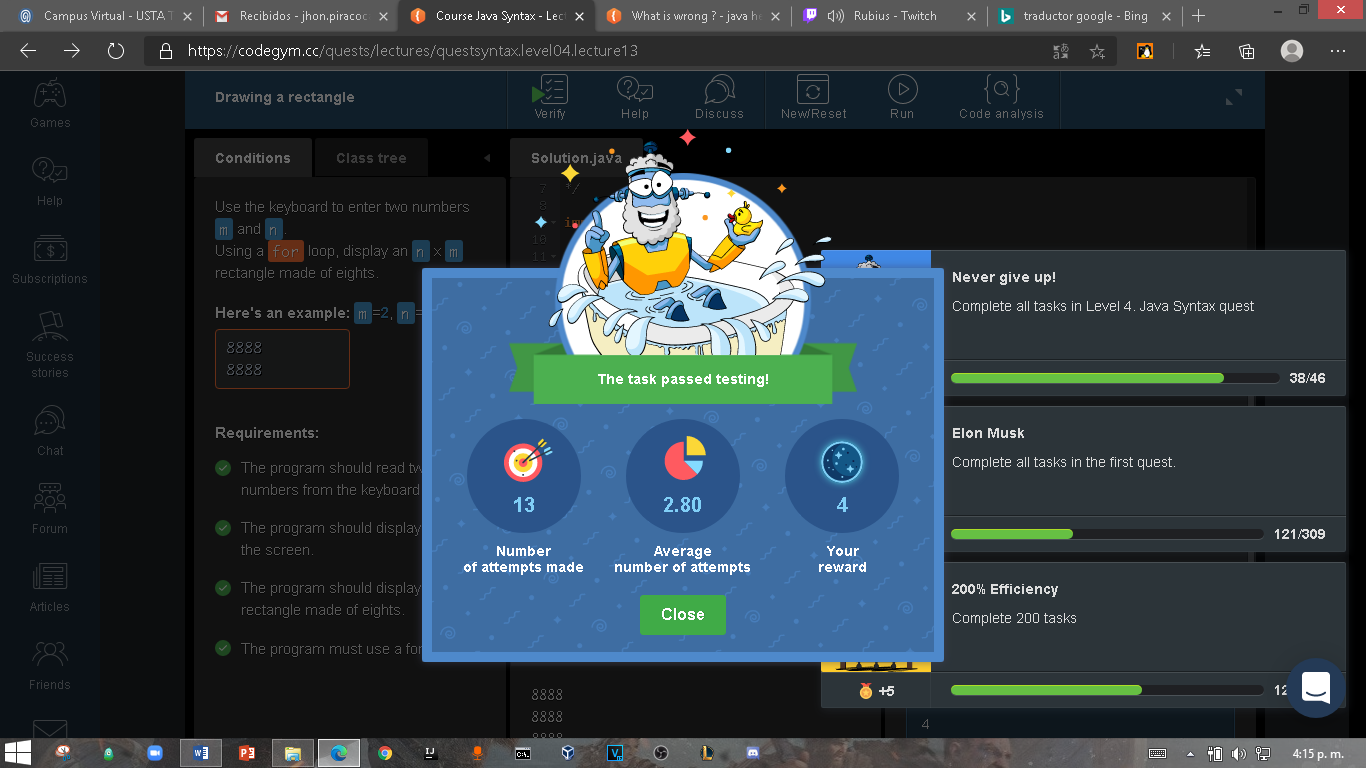 Campus Virtual - USTA T
Recibidos - jhon.piracoc
Course Java Syntax - Lec
What is wrong ? - java he
Rubius - Twitch
traductor google - Bing
https://codegym.cc/quests/lectures/questsyntax.level04.lecture13
Games
Help
Subscriptions
Success
stories
Chat
Forum
Articles
Friends
Drawing a rectangle
Verify
Help
Discuss
New/Reset
Run
Code analysis
Conditions
Class tree
Solution.java
Use the keyboard to enter two numbers
m and n.
Using a for loop, display an n x m
rectangle made of eights.
Here's an example: m=2, n=
8888
8888
Requirements:
The program should read tw
numbers from the keyboard
The program should display
the screen.
The program should display
rectangle made of eights.
The program must use a for
7 */
8
9 im
10
11
The task passed testing!
13
Number
of attempts made
2.80
Average
number of attempts
4
Your
reward
Close
Never give up!
Complete all tasks in Level 4. Java Syntax quest
38/46
Elon Musk
Complete all tasks in the first quest.
121/309
200% Efficiency
Complete 200 tasks
+5
12
8888
8888
8888
4
4:15 p. m.